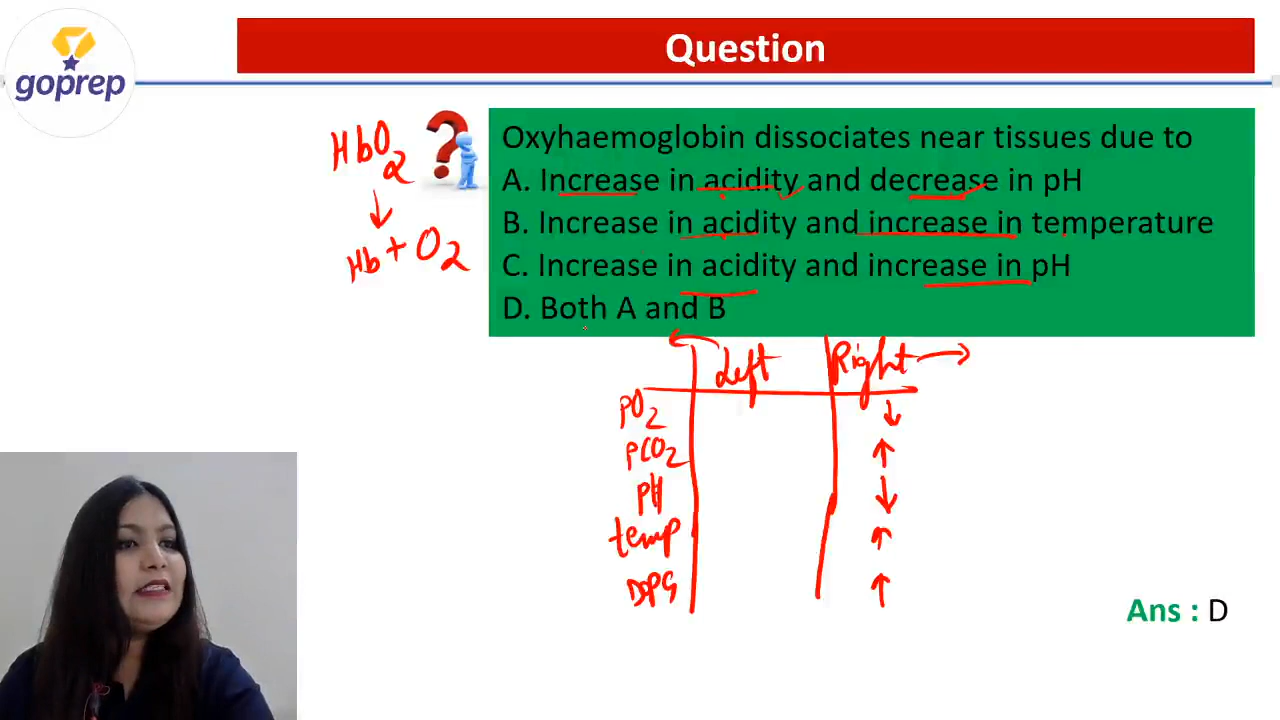 Question
goprep
Oxyhaemoglobin dissociates near tissues due to
A. Increase in acidity and decrease in pH
B. Increase in acidity and increase in temperature
C. Increase in acidity and increase in pH
D. Both A and B
HbO2
↓
Hb + O2
Left Right →
PO2 ↓
PCO2 ↑
PH ↓
temp ↑
DPG ↑
Ans : D